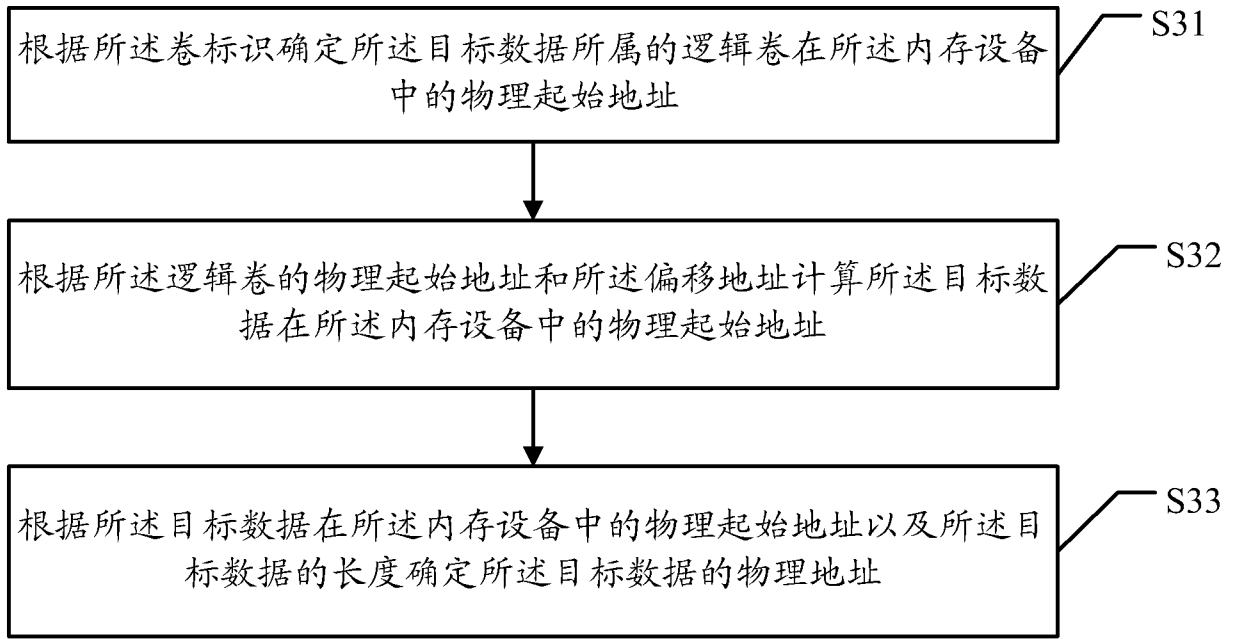 根据所述卷标识确定所述目标数据所属的逻辑卷在所述内存设备
中的物理起始地址
S31
根据所述逻辑卷的物理起始地址和所述偏移地址计算所述目标数
据在所述内存设备中的物理起始地址
S32
根据所述目标数据在所述内存设备中的物理起始地址以及所述目
标数据的长度确定所述目标数据的物理地址
S33